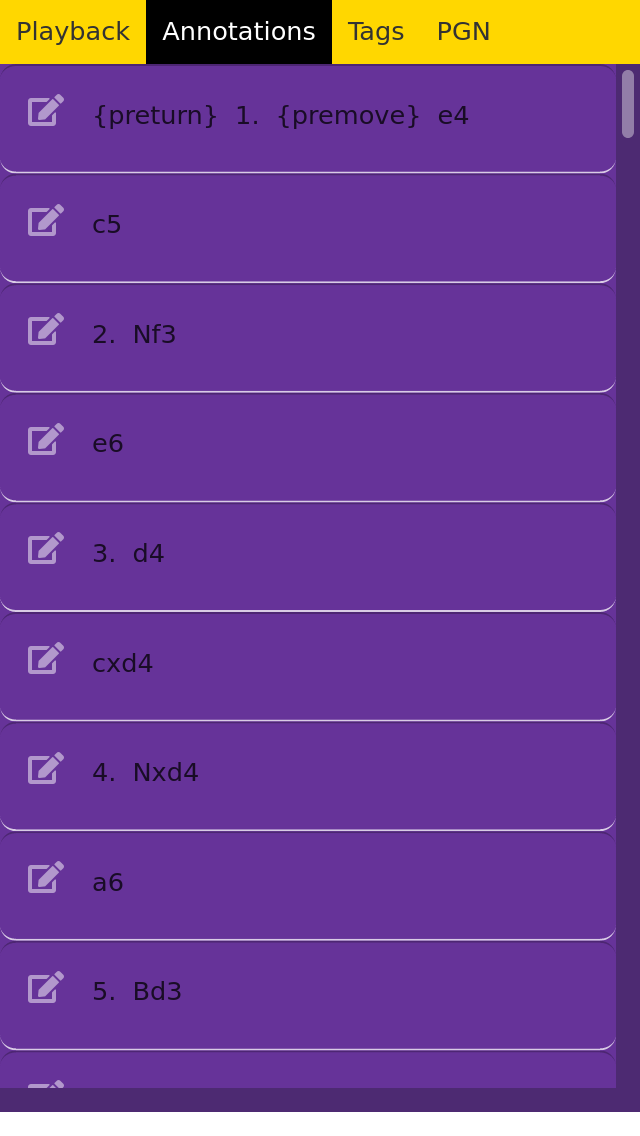 Playback Annotations Tags PGN
{preturn} 1. {premove} e4
c5
2. Nf3
e6
3. d4
cxd4
4. Nxd4
a6
5. Bd3